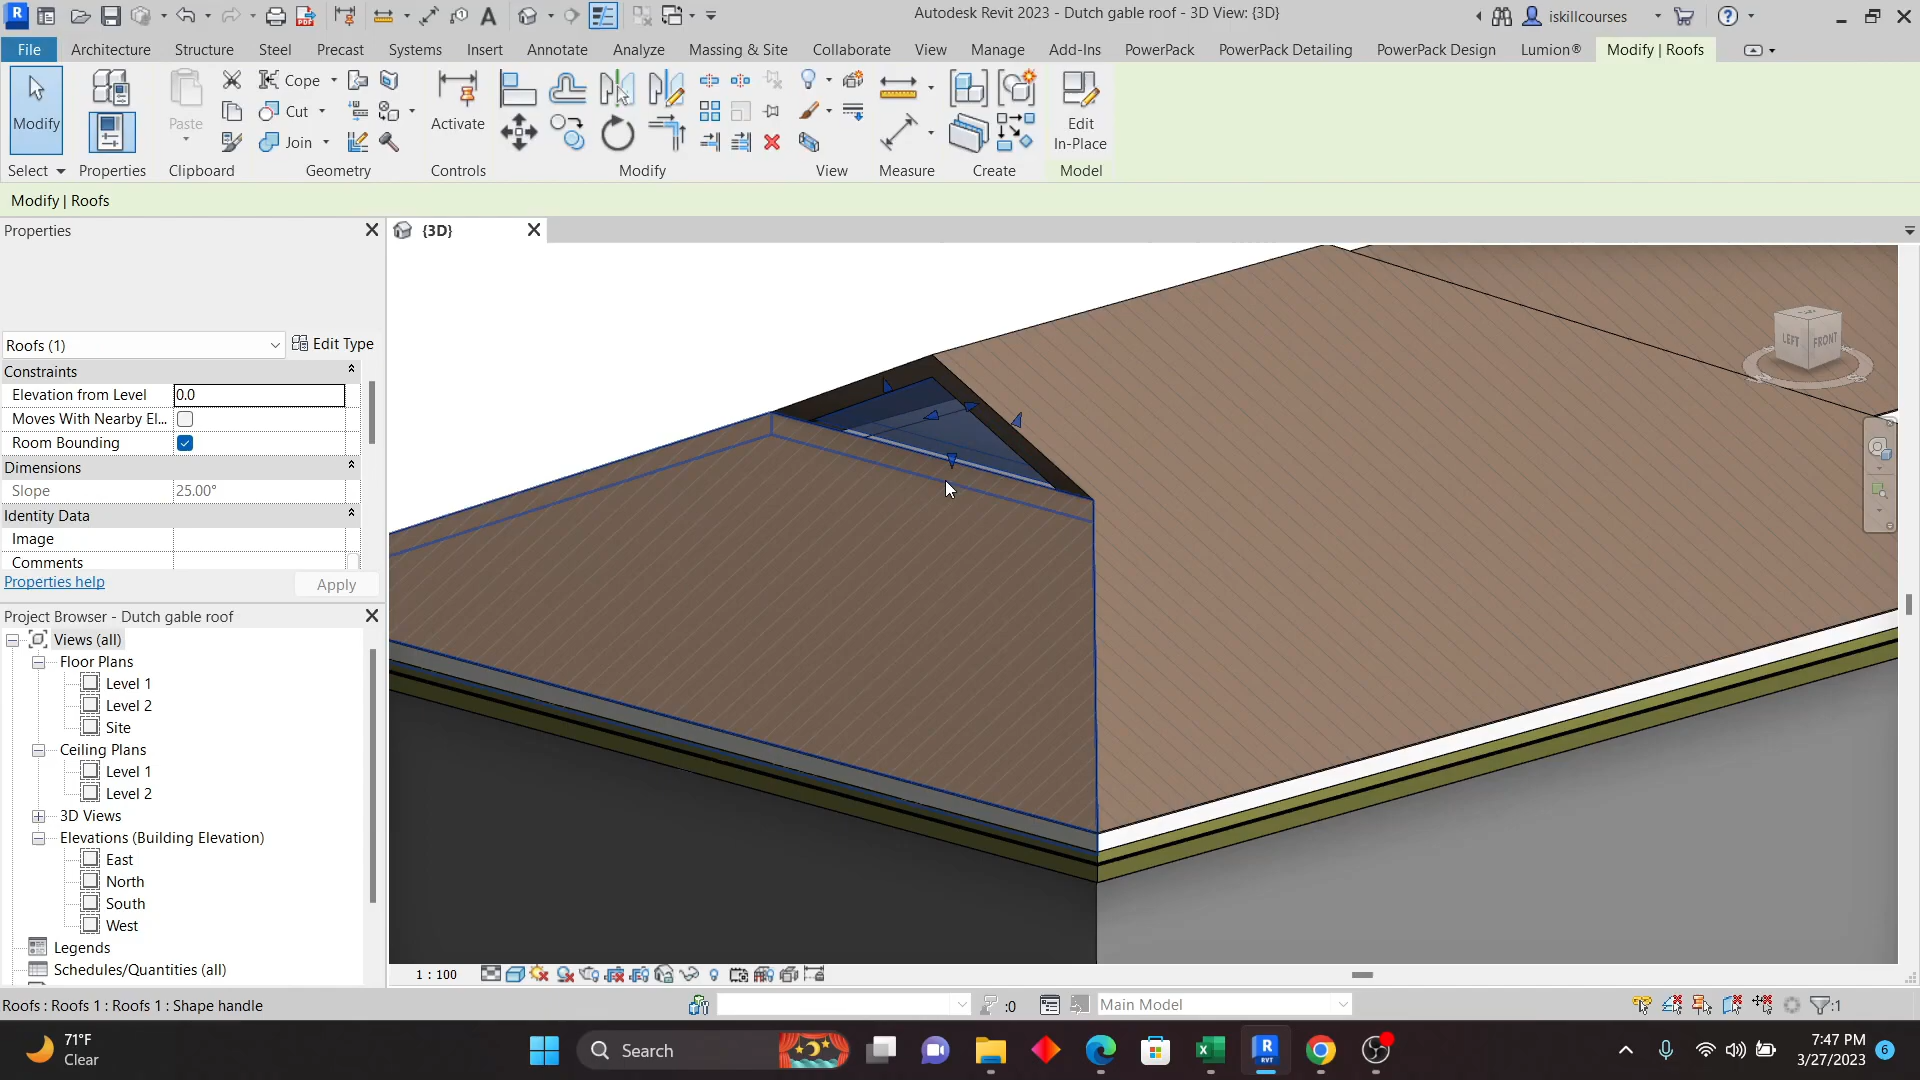 Autodesk Revit 2023 - Dutch gable roof - 3D View: {3D}
iskillcourses
File Architecture Structure Steel Precast Systems Insert Annotate Analyze Massing & Site Collaborate View Manage Add-Ins PowerPack PowerPack Detailing PowerPack Design Lumion® Modify | Roofs
Modify
Paste
Cope
Cut
Join
Activate
Edit
In-Place
Select Properties Clipboard Geometry Controls Modify View Measure Create Model
Modify | Roofs
Properties
{3D}
Roofs (1)
Edit Type
Constraints
Elevation from Level 0.0
Moves With Nearby El...
Room Bounding
Dimensions
Slope 25.00°
Identity Data
Image
Comments
Properties help
Apply
Project Browser - Dutch gable roof
Views (all)
Floor Plans
Level 1
Level 2
Site
Ceiling Plans
Level 1
Level 2
3D Views
Elevations (Building Elevation)
East
North
South
West
Legends
Schedules/Quantities (all)
LEFT FRONT
1 : 100
Roofs : Roofs 1 : Roofs 1 : Shape handle
:0
Main Model
:1
71°F
Clear
Search
7:47 PM
3/27/2023
6